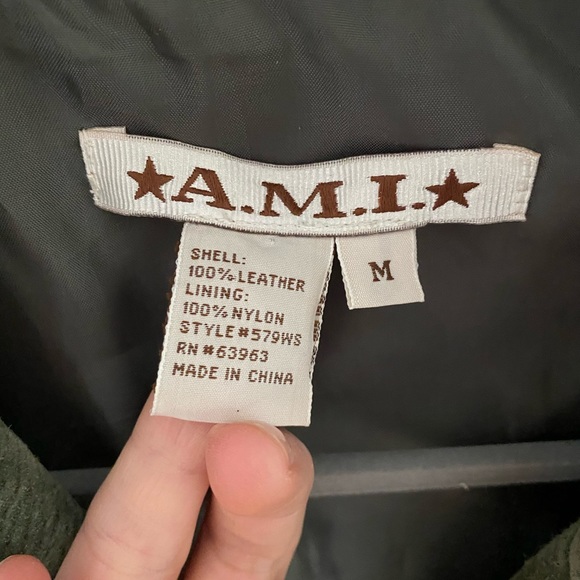 ★A.M.I.★
M
SHELL:
100% LEATHER
LINING:
100% NYLON
STYLE#579WS
RN #63963
MADE IN CHINA